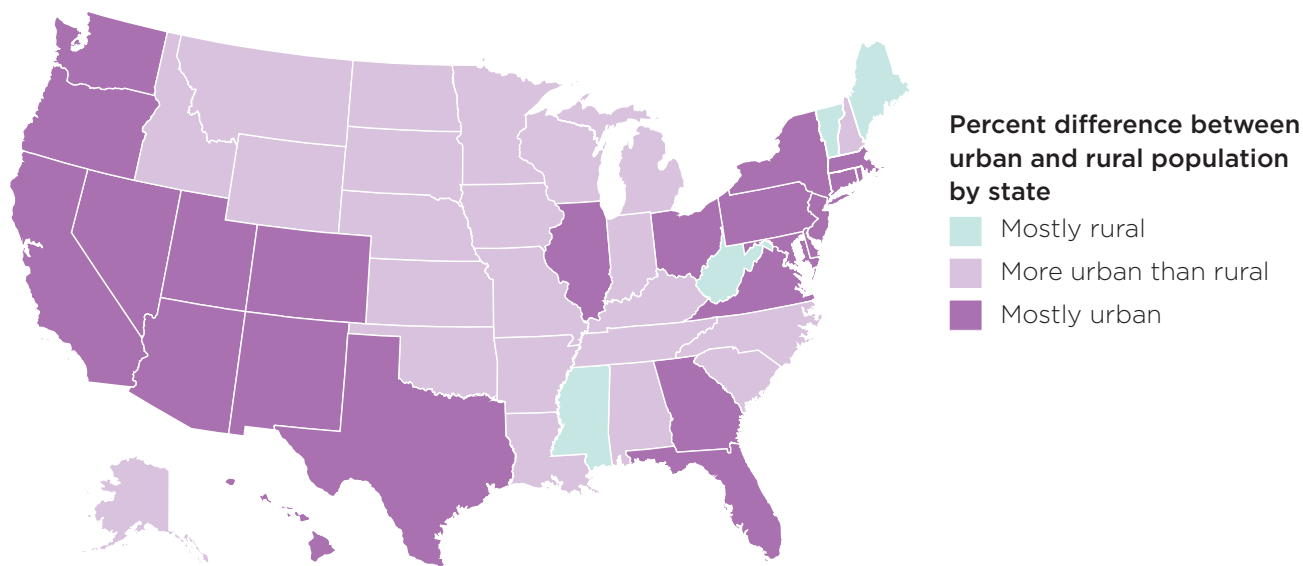 Percent difference between
urban and rural population
by state
Mostly rural
More urban than rural
Mostly urban